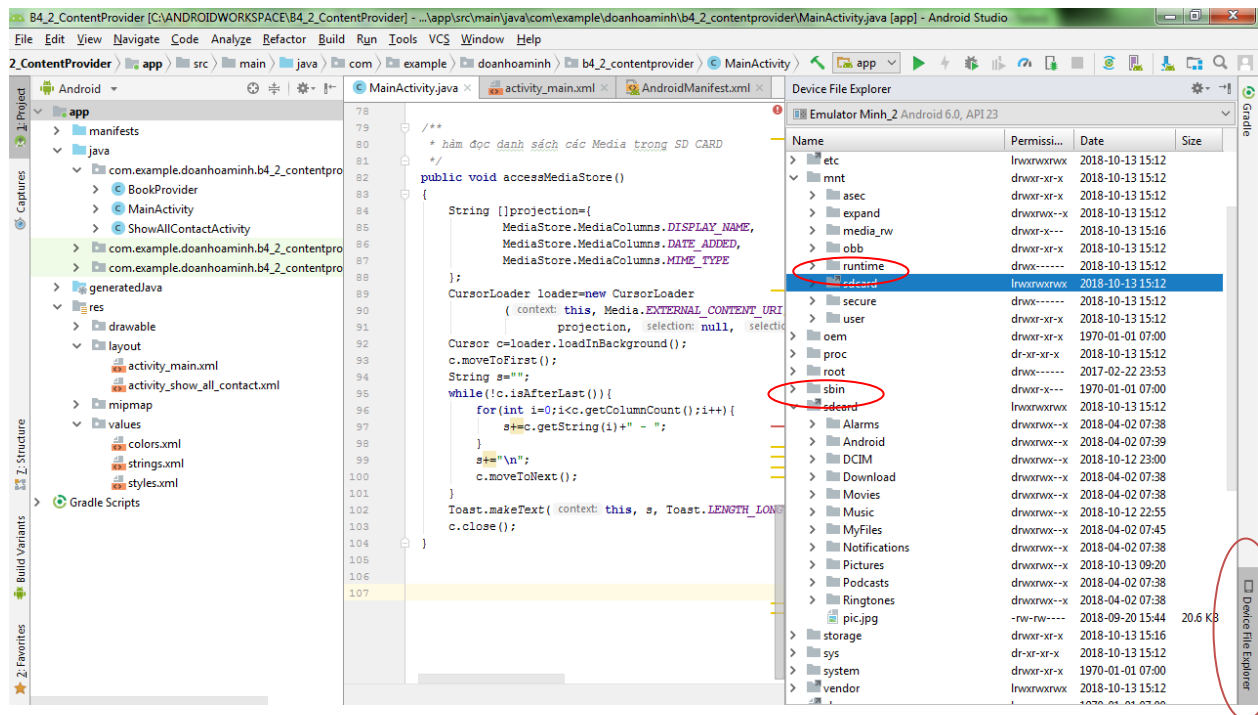 B4_2_ContentProvider [C:\ANDROIDWORKSPACE\B4_2_ContentProvider] - ...\app\src\main\java\com\example\doanhoaminh\b4_2_contentprovider\MainActivity.java [app] - Android Studio
File Edit View Navigate Code Analyze Refactor Build Run Tools VCS Window Help
2_ContentProvider app src main java com example doanhoaminh b4_2_contentprovider MainActivity app
1: Project
Captures
7: Structure
Build Variants
2: Favorites
Android
app
manifests
java
com.example.doanhoaminh.b4_2_contentpro
BookProvider
MainActivity
ShowAllContactActivity
com.example.doanhoaminh.b4_2_contentpro
com.example.doanhoaminh.b4_2_contentpro
generatedJava
res
drawable
layout
activity_main.xml
activity_show_all_contact.xml
mipmap
values
colors.xml
strings.xml
styles.xml
Gradle Scripts
MainActivity.java × activity_main.xml × AndroidManifest.xml ×
78
79 /**
80 * hàm đọc danh sách các Media trong SD CARD
81 */
82 public void accessMediaStore()
83 {
84 String []projection={
85 MediaStore.MediaColumns.DISPLAY_NAME,
86 MediaStore.MediaColumns.DATE_ADDED,
87 MediaStore.MediaColumns.MIME_TYPE
88 };
89 CursorLoader loader=new CursorLoader
90 ( context: this, Media.EXTERNAL_CONTENT_URI
91 projection, selection: null, selectio
92 Cursor c=loader.loadInBackground();
93 c.moveToFirst();
94 String s="";
95 while(!c.isAfterLast()){
96 for(int i=0;i<c.getColumnCount();i++){
97 s+=c.getString(i)+" - ";
98 }
99 s+="\n";
100 c.moveToNext();
101 }
102 Toast.makeText( context: this, s, Toast.LENGTH_LONG
103 c.close();
104 }
105
106
107
Device File Explorer
Emulator Minh_2 Android 6.0, API 23
Name Permissi... Date Size
etc lrwxrwxrwx 2018-10-13 15:12
mnt drwxr-xr-x 2018-10-13 15:12
asec drwxr-xr-x 2018-10-13 15:12
expand drwxrwx--x 2018-10-13 15:12
media_rw drwxr-x--- 2018-10-13 15:16
obb drwxr-xr-x 2018-10-13 15:12
runtime drwx------ 2018-10-13 15:12
sdcard lrwxrwxrwx 2018-10-13 15:12
secure drwx------ 2018-10-13 15:12
user drwxr-xr-x 2018-10-13 15:12
oem drwxr-xr-x 1970-01-01 07:00
proc dr-xr-xr-x 2018-10-13 15:12
root drwx------ 2017-02-22 23:53
sbin drwxr-x--- 1970-01-01 07:00
sdcard lrwxrwxrwx 2018-10-13 15:12
Alarms drwxrwx--x 2018-04-02 07:38
Android drwxrwx--x 2018-04-02 07:39
DCIM drwxrwx--x 2018-10-12 23:00
Download drwxrwx--x 2018-04-02 07:38
Movies drwxrwx--x 2018-04-02 07:38
Music drwxrwx--x 2018-10-12 22:55
MyFiles drwxrwx--x 2018-04-02 07:45
Notifications drwxrwx--x 2018-04-02 07:38
Pictures drwxrwx--x 2018-10-13 09:20
Podcasts drwxrwx--x 2018-04-02 07:38
Ringtones drwxrwx--x 2018-04-02 07:38
pic.jpg -rw-rw---- 2018-09-20 15:44 20.6 KB
storage drwxr-xr-x 2018-10-13 15:16
sys dr-xr-xr-x 2018-10-13 15:12
system drwxr-xr-x 1970-01-01 07:00
vendor lrwxrwxrwx 2018-10-13 15:12
Gradle
Device File Explorer